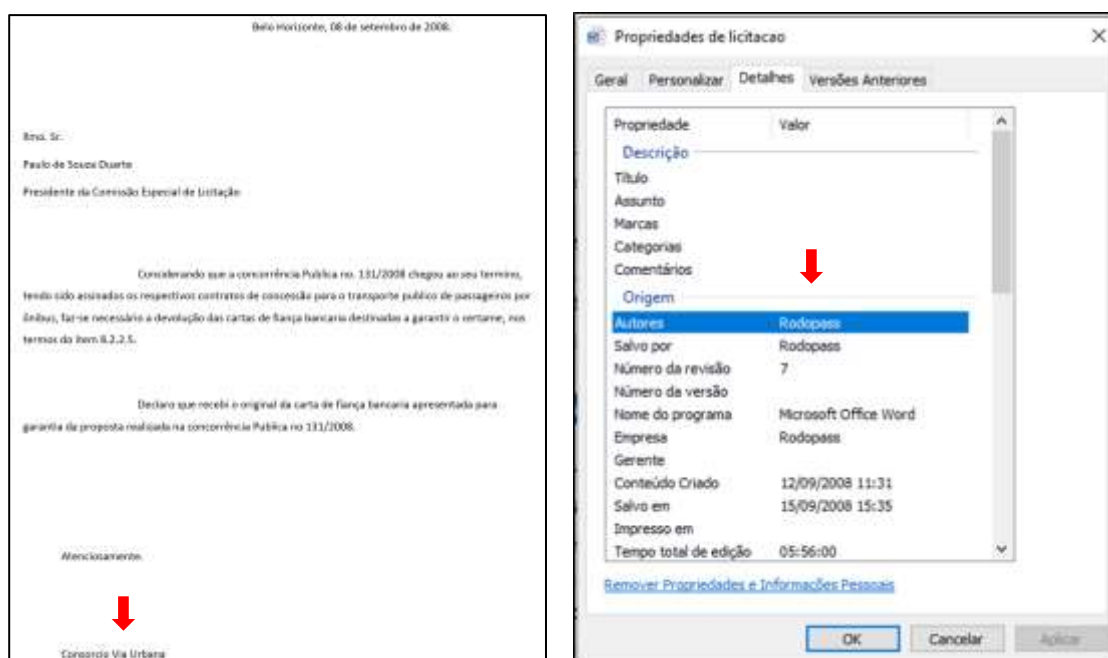 Belo Horizonte, 08 de setembro de 2008.
Ilmo. Sr.
Paulo de Souza Duarte
Presidente da Comissão Especial de Licitação
Considerando que a concorrência Publica no. 131/2008 chegou ao seu termino,
tendo sido assinados os respectivos contratos de concessão para o transporte publico de passageiros por
ônibus, faz-se necessário a devolução das cartas de fiança bancaria destinadas a garantir o certame, nos
termos do item 8.2.2.5.
Declaro que recebi o original da carta de fiança bancaria apresentada para
garantia da proposta realizada na concorrência Publica no 131/2008.
Atenciosamente.
Consorcio Via Urbana
Propriedades de licitacao
Geral Personalizar Detalhes Versões Anteriores
Propriedade Valor
Descrição
Título
Assunto
Marcas
Categorias
Comentários
Origem
Autores Rodopass
Salvo por Rodopass
Número da revisão 7
Número da versão
Nome do programa Microsoft Office Word
Empresa Rodopass
Gerente
Conteúdo Criado 12/09/2008 11:31
Salvo em 15/09/2008 15:35
Impresso em
Tempo total de edição 05:56:00
Remover Propriedades e Informações Pessoais
OK Cancelar Aplicar